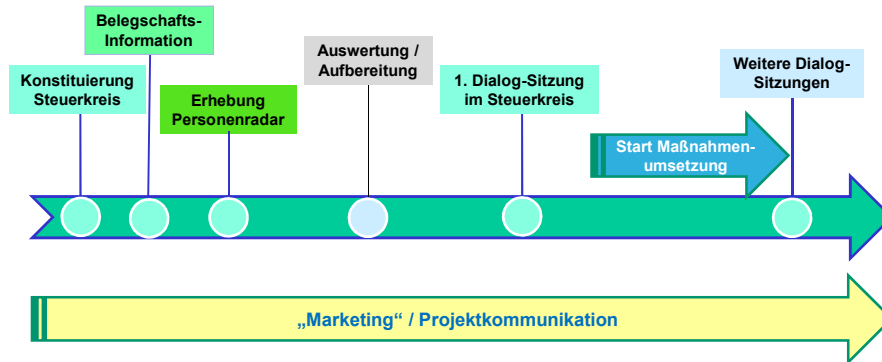 Belegschafts-
Information
Konstituierung
Steuerkreis
Erhebung
Personenradar
Auswertung /
Aufbereitung
1. Dialog-Sitzung
im Steuerkreis
Weitere Dialog-
Sitzungen
Start Maßnahmen-
umsetzung
„Marketing“ / Projektkommunikation